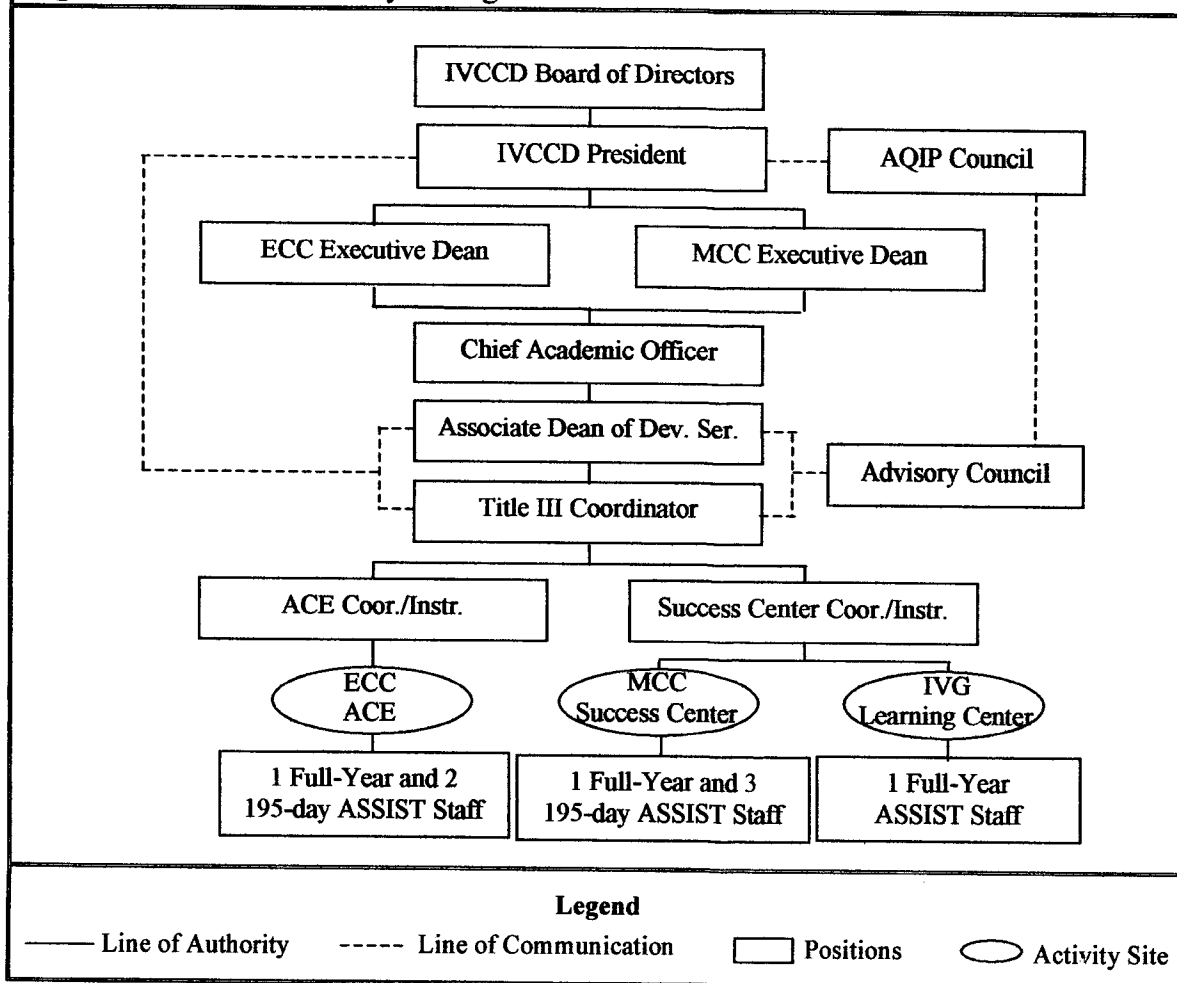 IVCCD Board of Directors
IVCCD President
AQIP Council
ECC Executive Dean
MCC Executive Dean
Chief Academic Officer
Associate Dean of Dev. Ser.
Advisory Council
Title III Coordinator
ACE Coor./Instr.
Success Center Coor./Instr.
ECC
ACE
MCC
Success Center
IVG
Learning Center
1 Full-Year and 2
195-day ASSIST Staff
1 Full-Year and 3
195-day ASSIST Staff
1 Full-Year
ASSIST Staff
Legend
Line of Authority
Line of Communication
Positions
Activity Site